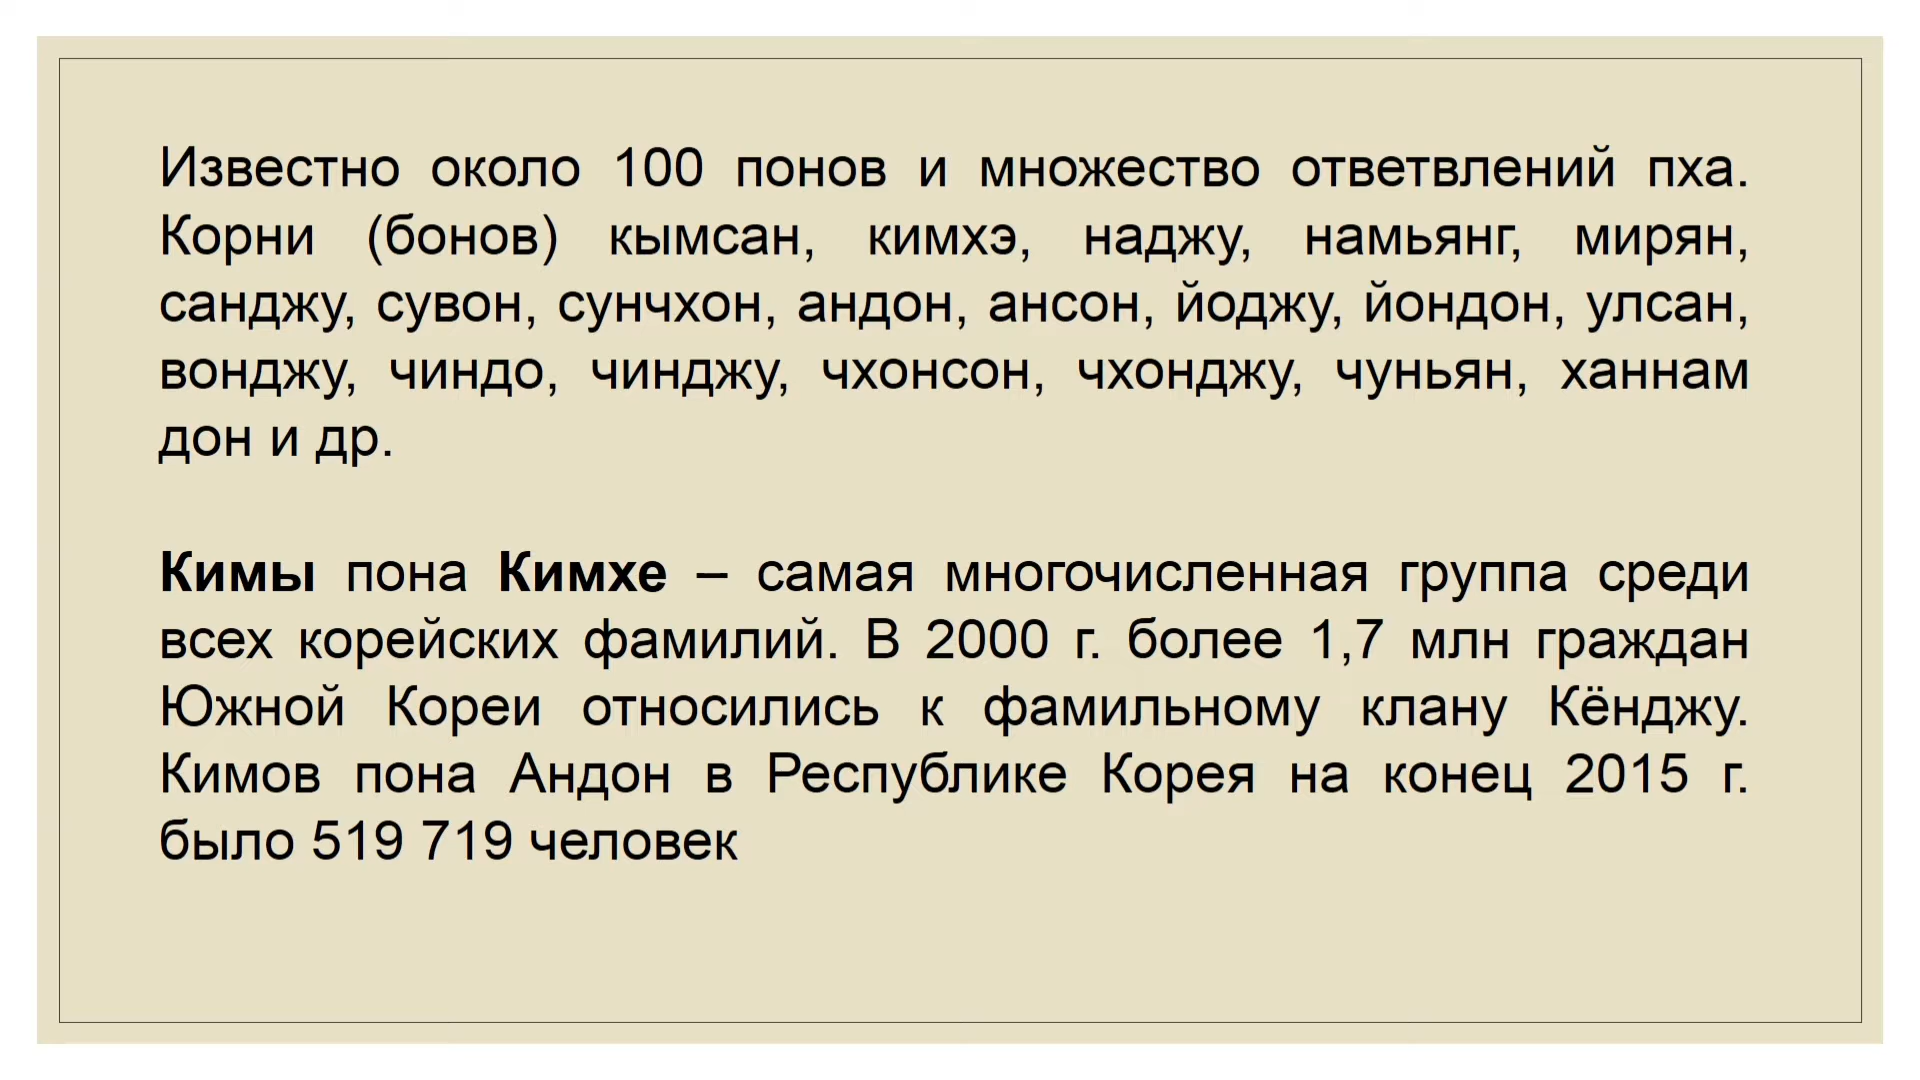 Известно около 100 понов и множество ответвлений пха.
Корни (бонов) кымсан, кимхэ, наджу, намьянг, мирян,
санджу, сувон, сунчхон, андон, ансон, йоджу, йондон, улсан,
вонджу, чиндо, чинджу, чхонсон, чхонджу, чуньян, ханнам
дон и др.
Кимы пона Кимхе – самая многочисленная группа среди
всех корейских фамилий. В 2000 г. более 1,7 млн граждан
Южной Кореи относились к фамильному клану Кёнджу.
Кимов пона Андон в Республике Корея на конец 2015 г.
было 519 719 человек